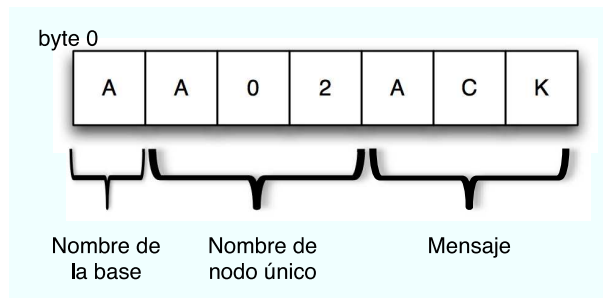 byte 0
A A 0 2 A C K
Nombre de
la base
Nombre de
nodo único
Mensaje